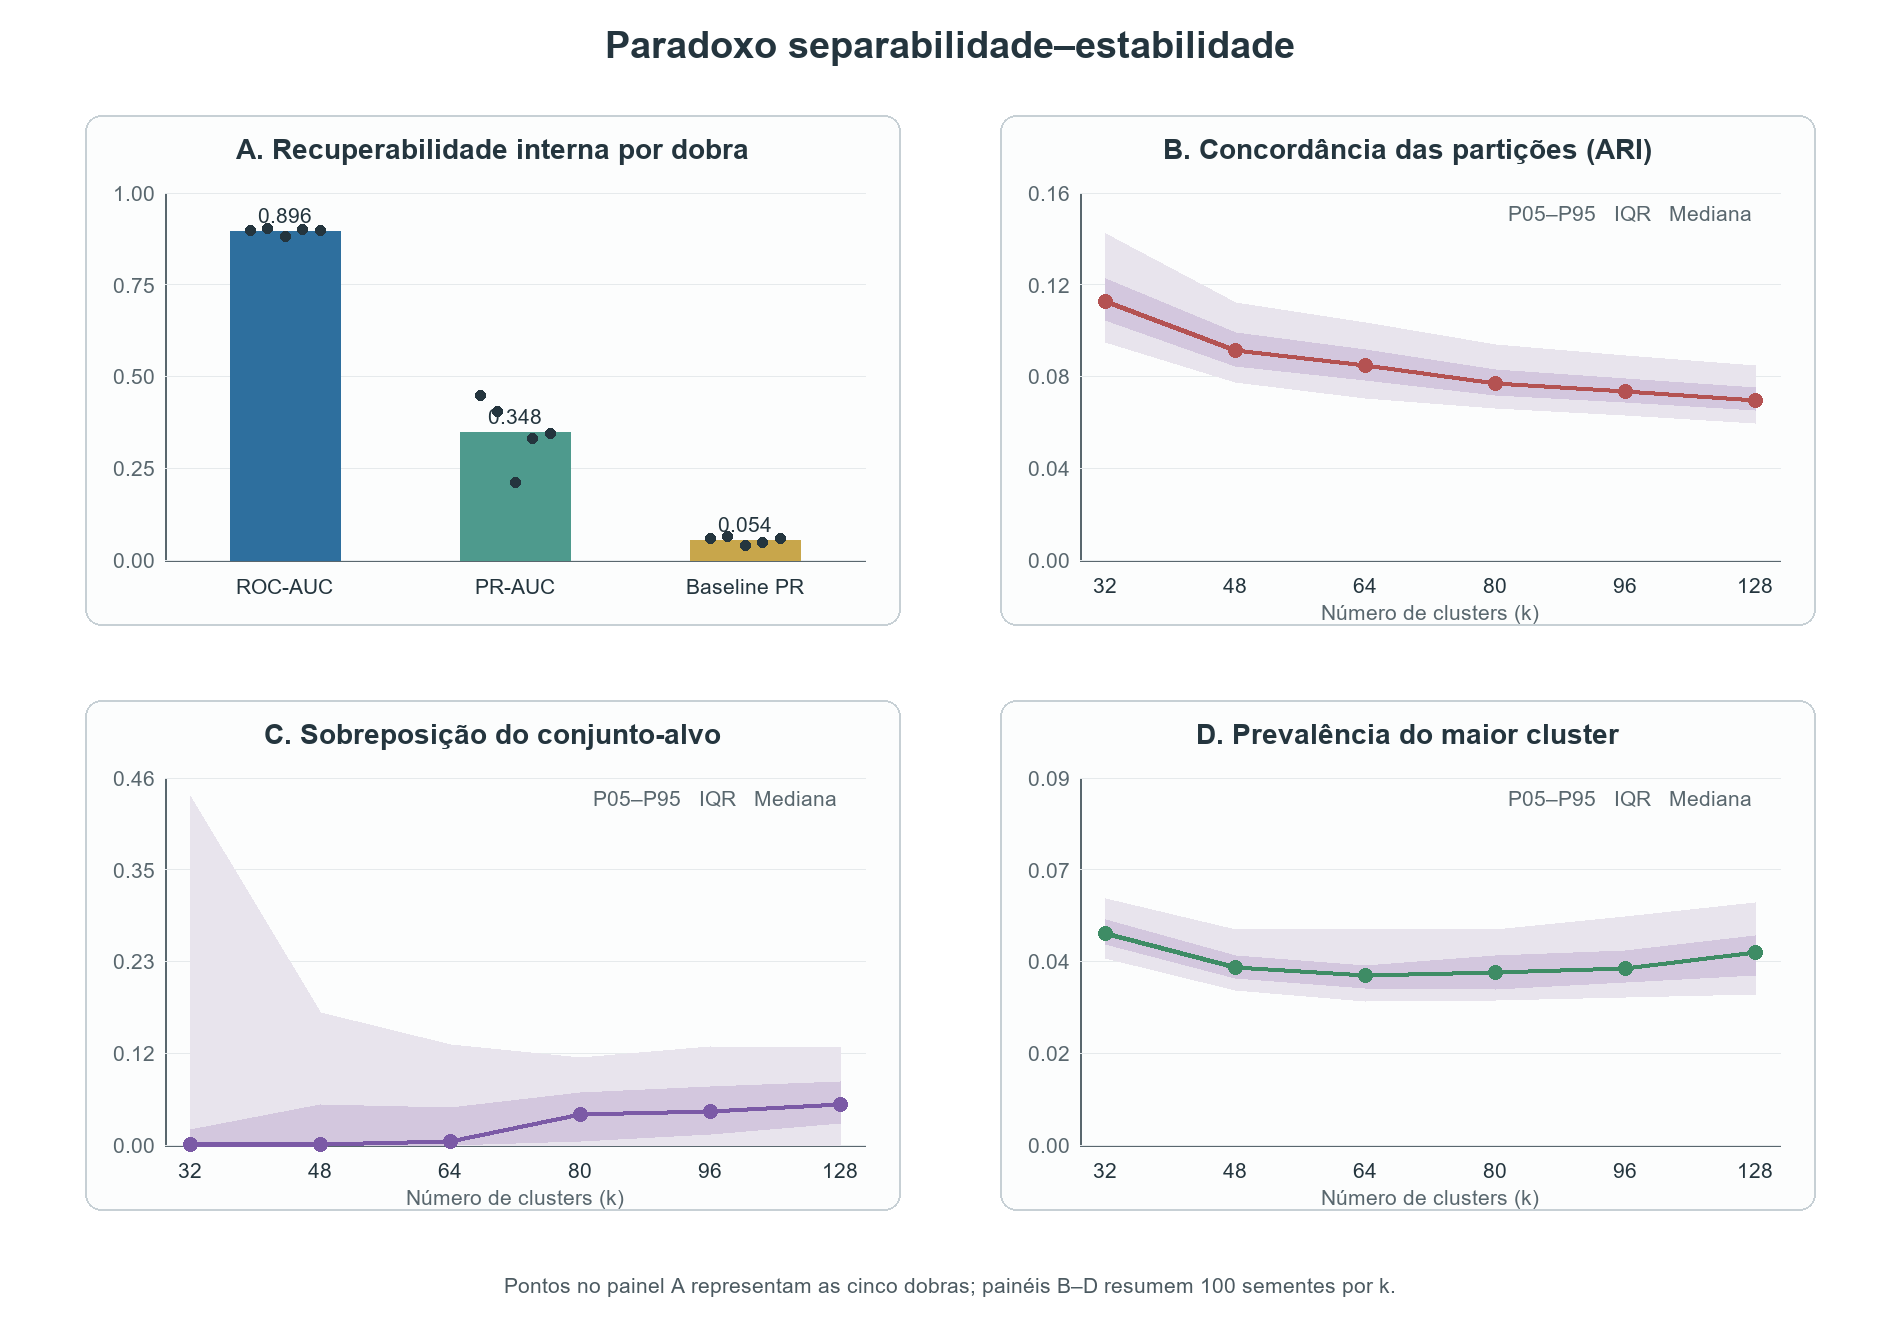 Paradoxo separabilidade–estabilidade
A. Recuperabilidade interna por dobra
1.00
0.75
0.50
0.25
0.00
0.896
0.348
0.054
ROC-AUC PR-AUC Baseline PR
B. Concordância das partições (ARI)
P05–P95 IQR Mediana
0.16
0.12
0.08
0.04
0.00
32 48 64 80 96 128
Número de clusters (k)
C. Sobreposição do conjunto-alvo
P05–P95 IQR Mediana
0.46
0.35
0.23
0.12
0.00
32 48 64 80 96 128
Número de clusters (k)
D. Prevalência do maior cluster
P05–P95 IQR Mediana
0.09
0.07
0.04
0.02
0.00
32 48 64 80 96 128
Número de clusters (k)
Pontos no painel A representam as cinco dobras; painéis B–D resumem 100 sementes por k.